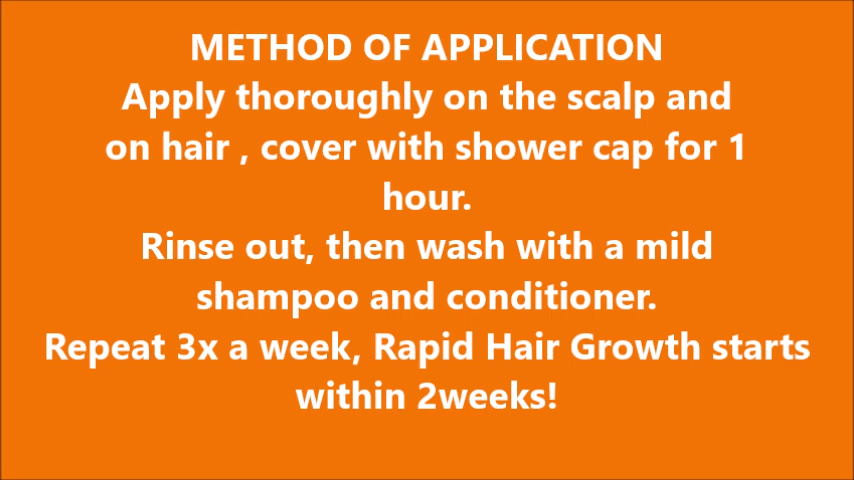 METHOD OF APPLICATION
Apply thoroughly on the scalp and
on hair , cover with shower cap for 1
hour.
Rinse out, then wash with a mild
shampoo and conditioner.
Repeat 3x a week, Rapid Hair Growth starts
within 2weeks!